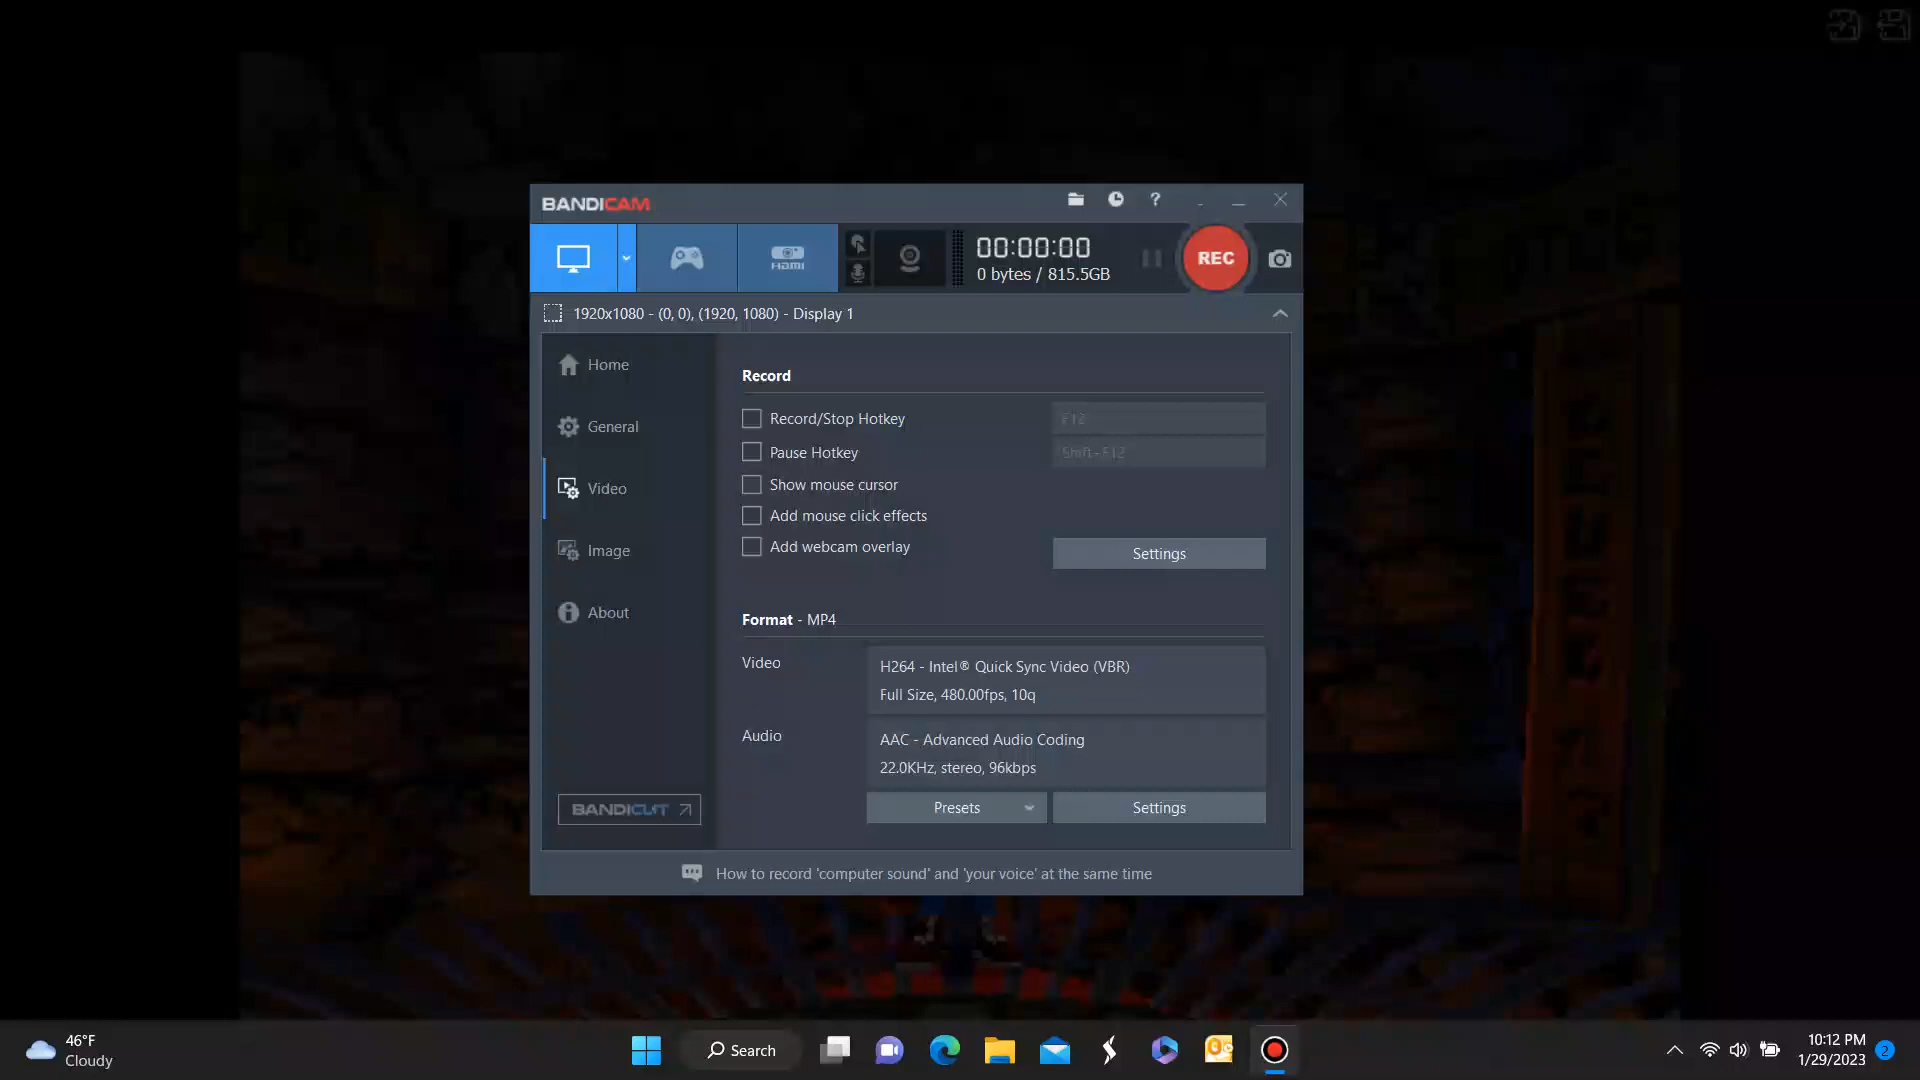 BANDICAM
?
HDMI
00:00:00
0 bytes / 815.5GB
REC
1920x1080 - (0, 0), (1920, 1080) - Display 1
Home
General
Video
Image
About
BANDICUT
Record
Record/Stop Hotkey
F12
Pause Hotkey
Shift+F12
Show mouse cursor
Add mouse click effects
Add webcam overlay
Settings
Format - MP4
Video
H264 - Intel® Quick Sync Video (VBR)
Full Size, 480.00fps, 10q
Audio
AAC - Advanced Audio Coding
22.0KHz, stereo, 96kbps
Presets
Settings
How to record 'computer sound' and 'your voice' at the same time
46°F
Cloudy
Search
10:12 PM
1/29/2023
2